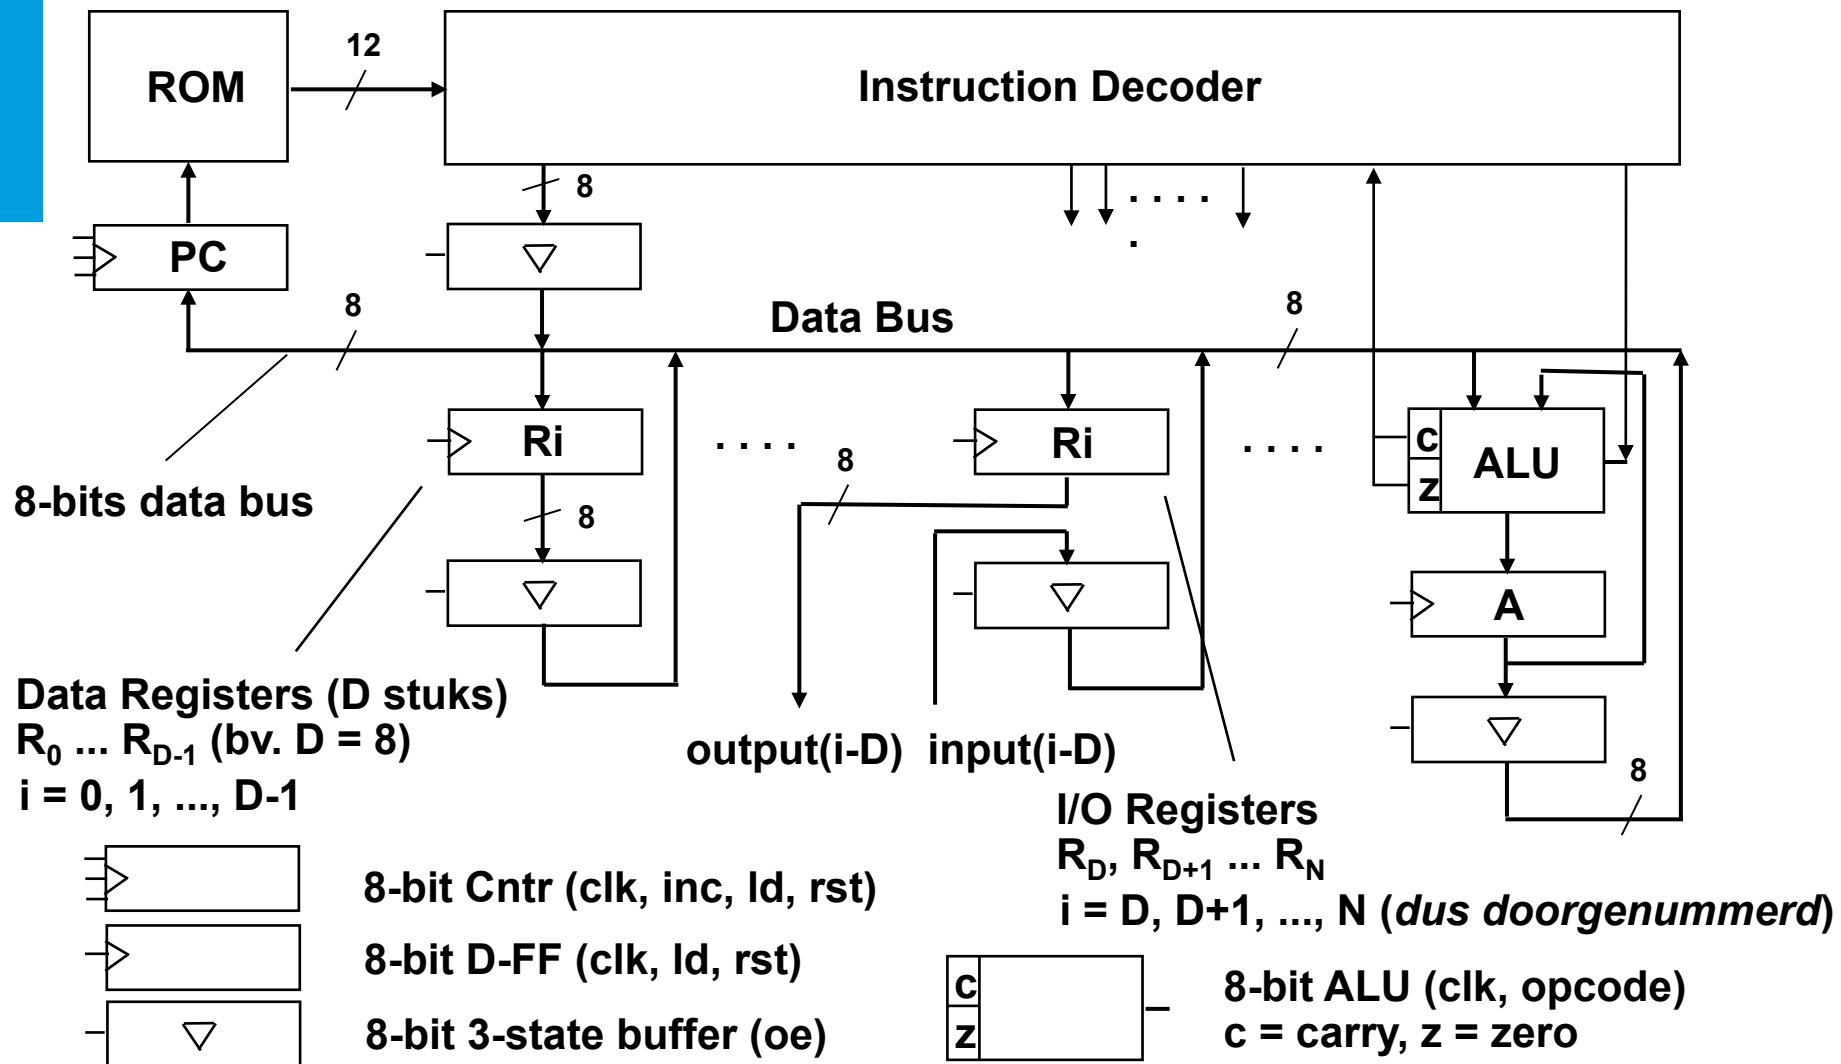 12
ROM
Instruction Decoder
8
. . . .
.
PC
8
Data Bus
8
Ri
. . . .
8
Ri
. . . .
c
z
ALU
8-bits data bus
8
A
Data Registers (D stuks)
R0 ... RD-1 (bv. D = 8)
i = 0, 1, ..., D-1
output(i-D) input(i-D)
8
I/O Registers
RD, RD+1 ... RN
i = D, D+1, ..., N (dus doorgenummerd)
8-bit Cntr (clk, inc, ld, rst)
8-bit D-FF (clk, ld, rst)
8-bit 3-state buffer (oe)
c
z
8-bit ALU (clk, opcode)
c = carry, z = zero